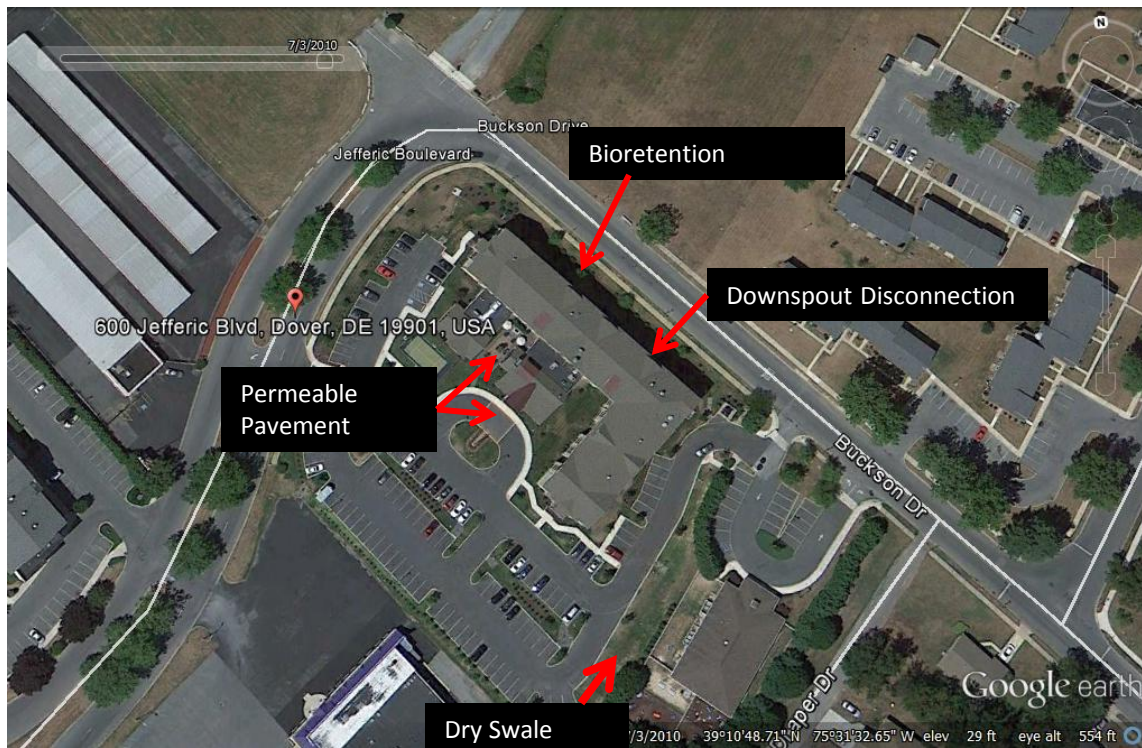 7/3/2010
N
Buckson Drive
Jefferic Boulevard
Bioretention
Downspout Disconnection
600 Jefferic Blvd, Dover, DE 19901, USA
Permeable
Pavement
Buckson Dr
Dry Swale
Google earth
/3/2010 39°10'48.71" N 75°31'32.65" W elev 29 ft eye alt 554 ft